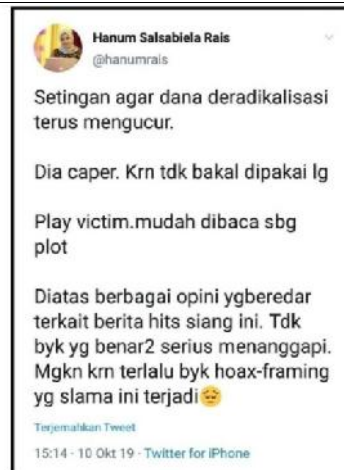 Hanum Salsabiela Rais
@hanumrais
Setingan agar dana deradikalisasi
terus mengucur.
Dia caper. Krn tdk bakal dipakai lg
Play victim.mudah dibaca sbg
plot
Diatas berbagai opini ygberedar
terkait berita hits siang ini. Tdk
byk yg benar2 serius menanggapi.
Mgkn krn terlalu byk hoax-framing
yg slama ini terjadi😔
Terjemahkan Tweet
15:14 · 10 Okt 19 · Twitter for iPhone